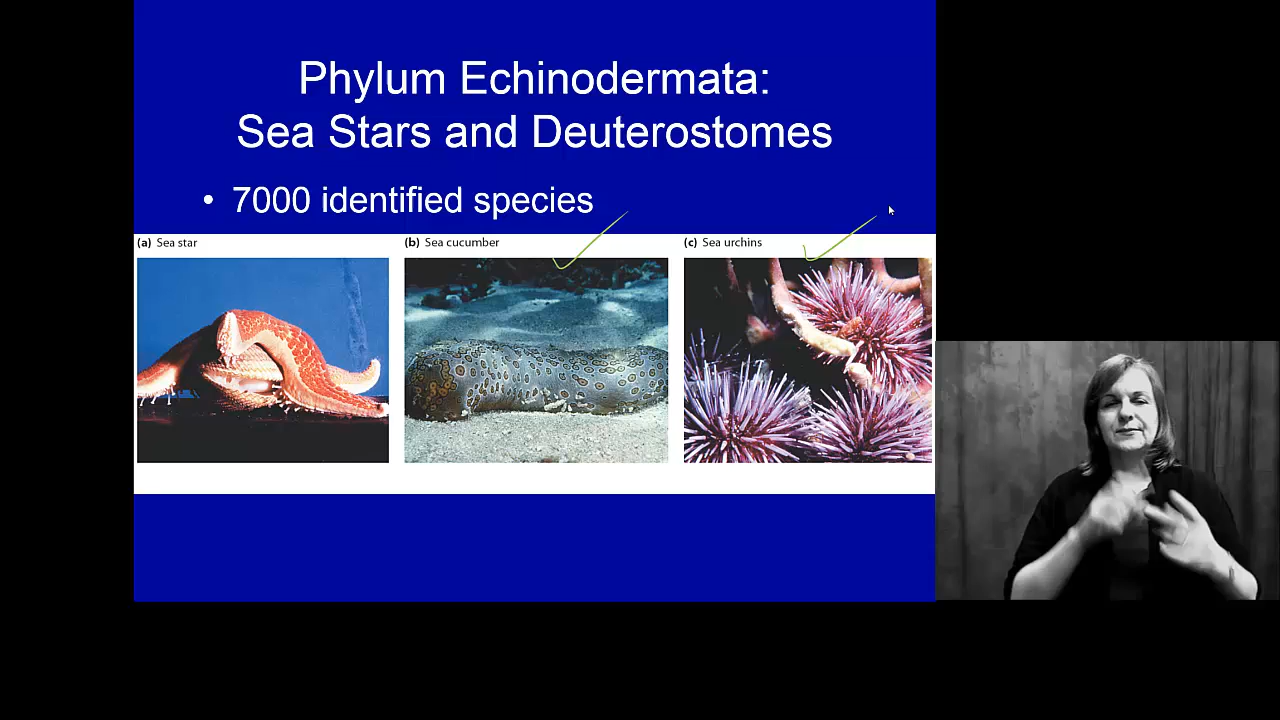 Phylum Echinodermata:
Sea Stars and Deuterostomes
• 7000 identified species
(a) Sea star
(b) Sea cucumber
(c) Sea urchins